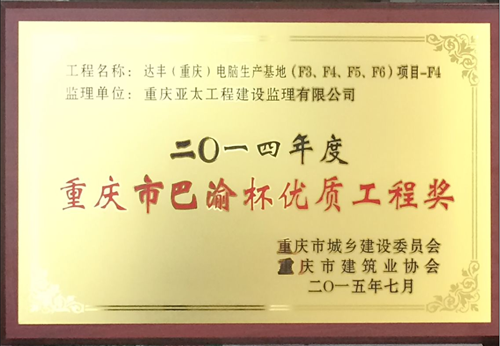 工程名称：达丰（重庆）电脑生产基地（F3、F4、F5、F6）项目-F4
监理单位：重庆亚太工程建设监理有限公司
二〇一四年度
重庆市巴渝杯优质工程奖
重庆市城乡建设委员会
重庆市建筑业协会
二〇一五年七月